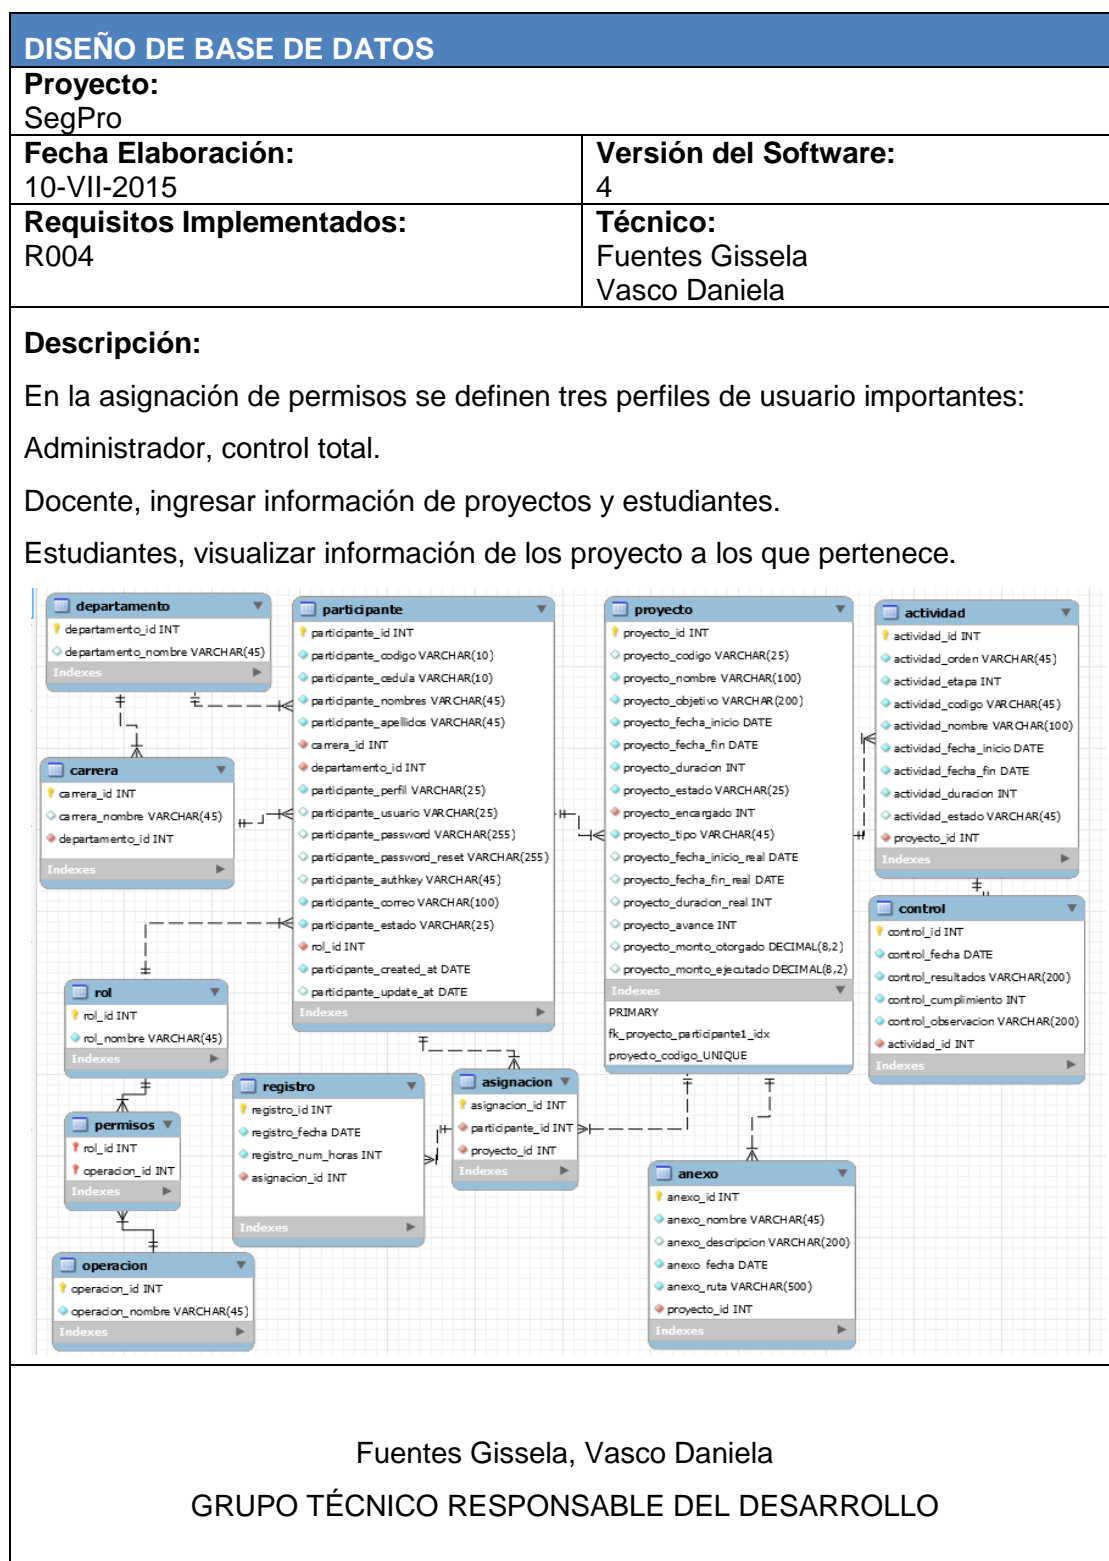 DISEÑO DE BASE DE DATOS
Proyecto:
SegPro
Fecha Elaboración:
10-VII-2015
Versión del Software:
4
Requisitos Implementados:
R004
Técnico:
Fuentes Gissela
Vasco Daniela
Descripción:
En la asignación de permisos se definen tres perfiles de usuario importantes:
Administrador, control total.
Docente, ingresar información de proyectos y estudiantes.
Estudiantes, visualizar información de los proyecto a los que pertenece.
departamento
departamento_id INT
departamento_nombre VARCHAR(45)
Indexes
carrera
carrera_id INT
carrera_nombre VARCHAR(45)
departamento_id INT
Indexes
rol
rol_id INT
rol_nombre VARCHAR(45)
Indexes
permisos
rol_id INT
operacion_id INT
Indexes
operacion
operacion_id INT
operacion_nombre VARCHAR(45)
Indexes
participante
participante_id INT
participante_codigo VARCHAR(10)
participante_cedula VARCHAR(10)
participante_nombres VARCHAR(45)
participante_apellidos VARCHAR(45)
carrera_id INT
departamento_id INT
participante_perfil VARCHAR(25)
participante_usuario VARCHAR(25)
participante_password VARCHAR(255)
participante_password_reset VARCHAR(255)
participante_authkey VARCHAR(45)
participante_correo VARCHAR(100)
participante_estado VARCHAR(25)
rol_id INT
participante_created_at DATE
participante_update_at DATE
Indexes
registro
registro_id INT
registro_fecha DATE
registro_num_horas INT
asignacion_id INT
Indexes
asignacion
asignacion_id INT
participante_id INT
proyecto_id INT
Indexes
proyecto
proyecto_id INT
proyecto_codigo VARCHAR(25)
proyecto_nombre VARCHAR(100)
proyecto_objetivo VARCHAR(200)
proyecto_fecha_inicio DATE
proyecto_fecha_fin DATE
proyecto_duracion INT
proyecto_estado VARCHAR(25)
proyecto_encargado INT
proyecto_tipo VARCHAR(45)
proyecto_fecha_inicio_real DATE
proyecto_fecha_fin_real DATE
proyecto_duracion_real INT
proyecto_avance INT
proyecto_monto_otorgado DECIMAL(8,2)
proyecto_monto_ejecutado DECIMAL(8,2)
Indexes
PRIMARY
fk_proyecto_participante1_idx
proyecto_codigo_UNIQUE
anexo
anexo_id INT
anexo_nombre VARCHAR(45)
anexo_descripcion VARCHAR(200)
anexo fecha DATE
anexo_ruta VARCHAR(500)
proyecto_id INT
Indexes
actividad
actividad_id INT
actividad_orden VARCHAR(45)
actividad_etapa INT
actividad_codigo VARCHAR(45)
actividad_nombre VARCHAR(100)
actividad_fecha_inicio DATE
actividad_fecha_fin DATE
actividad_duracion INT
actividad_estado VARCHAR(45)
proyecto_id INT
Indexes
control
control_id INT
control_fecha DATE
control_resultados VARCHAR(200)
control_cumplimiento INT
control_observacion VARCHAR(200)
actividad_id INT
Indexes
Fuentes Gissela, Vasco Daniela
GRUPO TÉCNICO RESPONSABLE DEL DESARROLLO